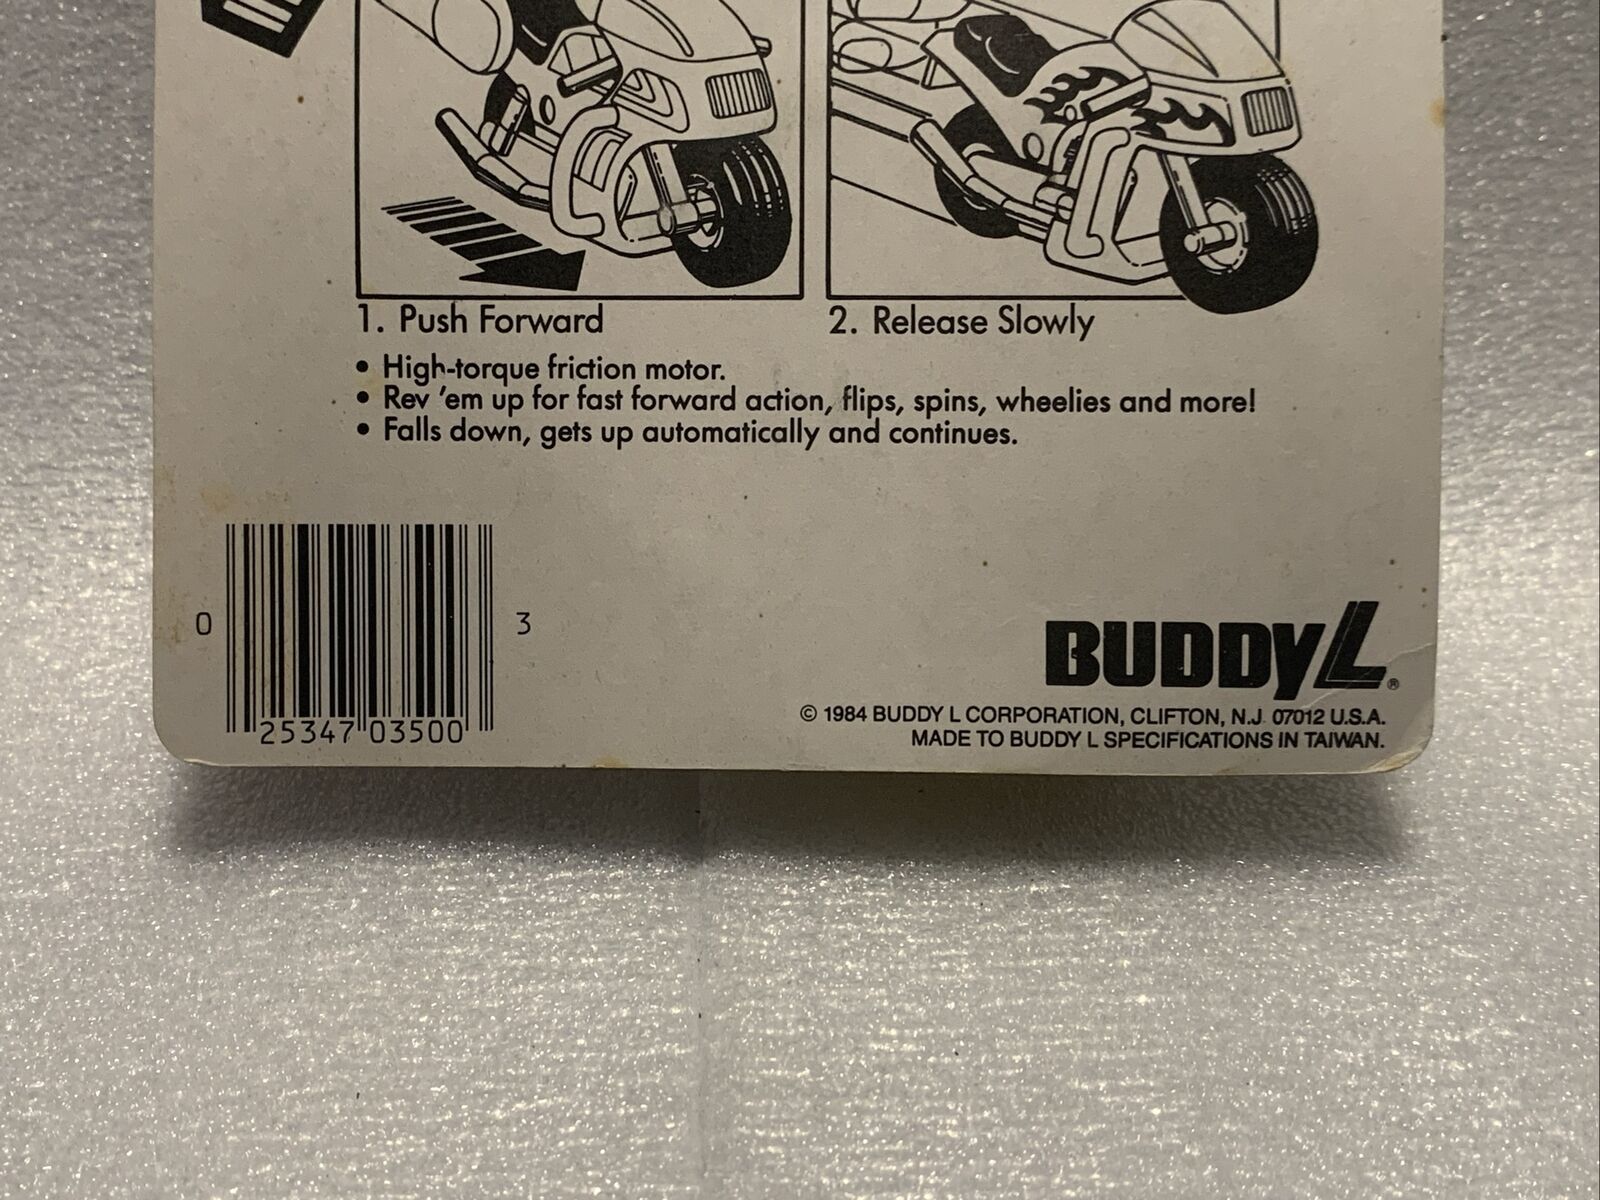 1. Push Forward
2. Release Slowly
• High-torque friction motor.
• Rev 'em up for fast forward action, flips, spins, wheelies and more!
• Falls down, gets up automatically and continues.
0 25347 03500 3
BUDDY L®
© 1984 BUDDY L CORPORATION, CLIFTON, N.J. 07012 U.S.A.
MADE TO BUDDY L SPECIFICATIONS IN TAIWAN.